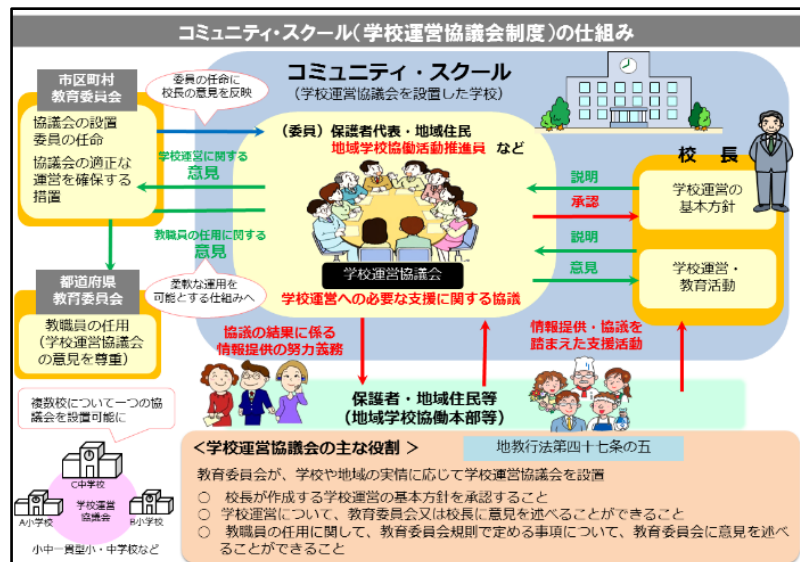 コミュニティ・スクール（学校運営協議会制度）の仕組み
市区町村
教育委員会
協議会の設置
委員の任命
協議会の適正な
運営を確保する
措置
委員の任命に
校長の意見を反映
コミュニティ・スクール
（学校運営協議会を設置した学校）
（委員）保護者代表・地域住民
地域学校協働活動推進員 など
学校運営に関する
意見
教職員の任用に関する
意見
柔軟な運用を
可能とする仕組みへ
学校運営協議会
学校運営への必要な支援に関する協議
説明
承認
説明
意見
校 長
学校運営の
基本方針
学校運営・
教育活動
都道府県
教育委員会
教職員の任用
（学校運営協議会
の意見を尊重）
協議の結果に係る
情報提供の努力義務
情報提供・協議を
踏まえた支援活動
保護者・地域住民等
（地域学校協働本部等）
複数校について一つの協
議会を設置可能に
C中学校
学校運営
協議会
A小学校
B小学校
小中一貫型小・中学校など
＜学校運営協議会の主な役割 ＞
地教行法第四十七条の五
教育委員会が、学校や地域の実情に応じて学校運営協議会を設置
○ 校長が作成する学校運営の基本方針を承認すること
○ 学校運営について、教育委員会又は校長に意見を述べることができること
○ 教職員の任用に関して、教育委員会規則で定める事項について、教育委員会に意見を述べ
ることができること